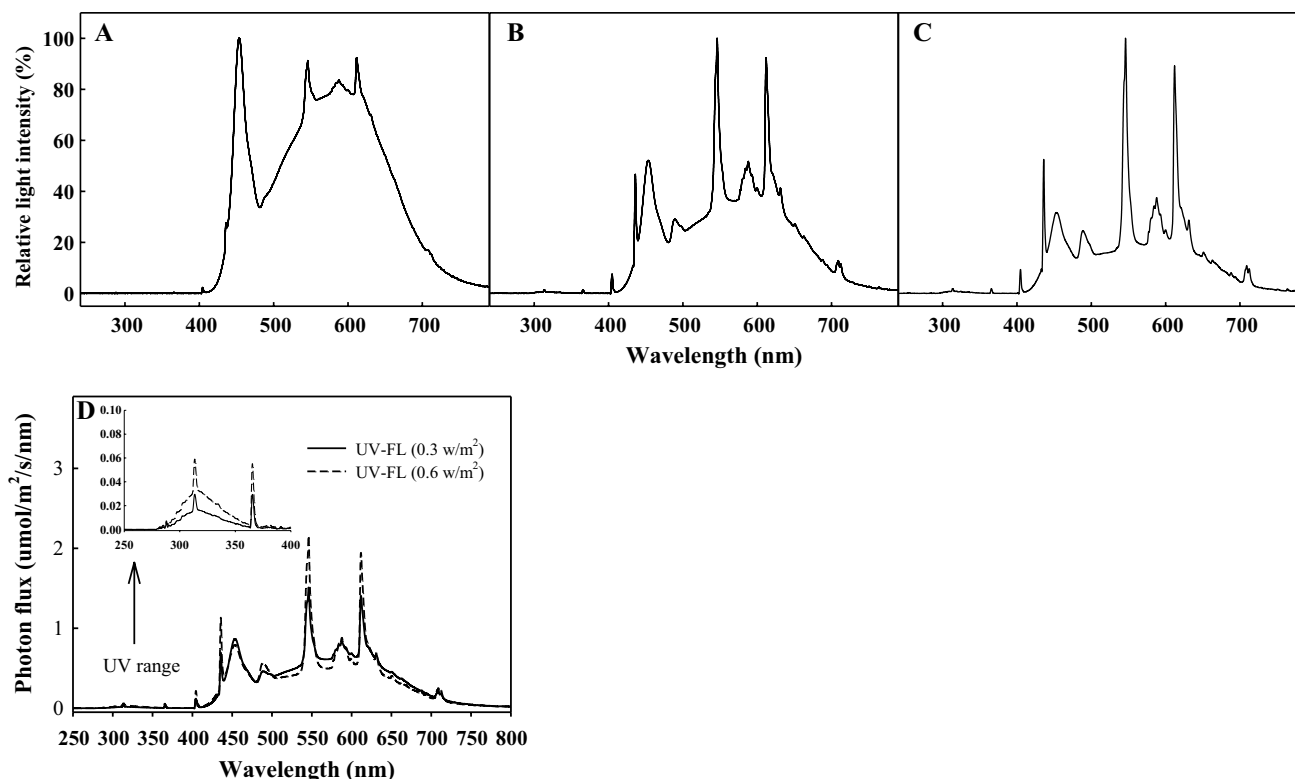 A
B
C
Relative light intensity (%)
100
80
60
40
20
0
300 400 500 600 700
300 400 500 600 700
300 400 500 600 700
Wavelength (nm)
D
Photon flux (umol/m²/s/nm)
3
2
1
0
0.10
0.08
0.06
0.04
0.02
0.00
250 300 350 400
UV-FL (0.3 w/m²)
UV-FL (0.6 w/m²)
UV range
250 300 350 400 450 500 550 600 650 700 750 800
Wavelength (nm)